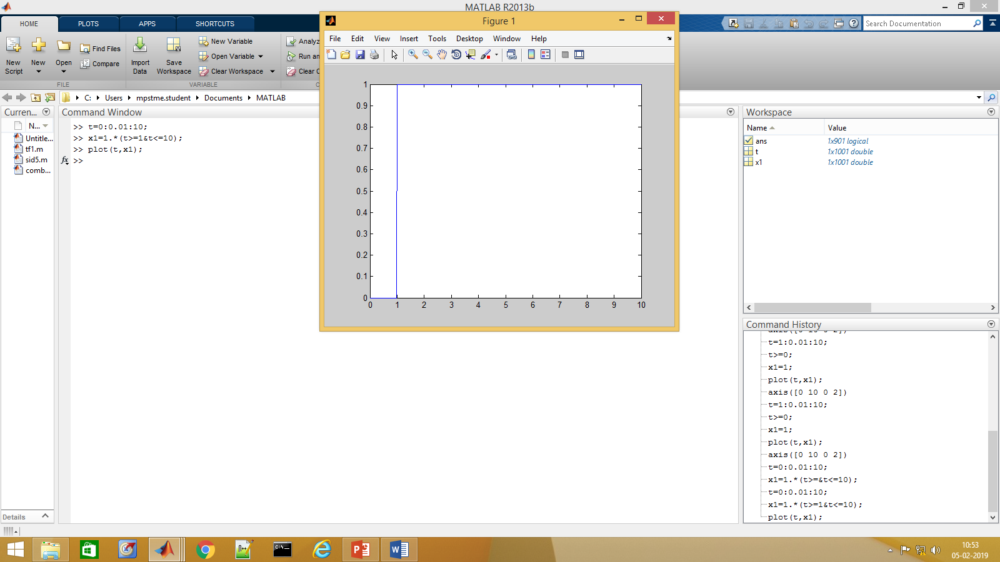 MATLAB R2013b
HOME PLOTS APPS SHORTCUTS
Search Documentation
New Script
New
Open
Find Files
Compare
FILE
Import Data
Save Workspace
New Variable
Open Variable
Clear Workspace
VARIABLE
Analyz
Run an
Clear C
C: Users mpstme.student Documents MATLAB
Curren...
N...
Untitle...
tf1.m
sid5.m
comb...
Details
Command Window
>> t=0:0.01:10;
>> x1=1.*(t>=1&t<=10);
>> plot(t,x1);
fx >>
Figure 1
File Edit View Insert Tools Desktop Window Help
1
0.9
0.8
0.7
0.6
0.5
0.4
0.3
0.2
0.1
0
0 1 2 3 4 5 6 7 8 9 10
Workspace
Name Value
ans 1x901 logical
t 1x1001 double
x1 1x1001 double
Command History
axis([0 10 0 2])
t=1:0.01:10;
t>=0;
x1=1;
plot(t,x1);
axis([0 10 0 2])
t=1:0.01:10;
t>=0;
x1=1;
plot(t,x1);
axis([0 10 0 2])
t=0:0.01:10;
x1=1.*(t>=&t<=10);
t=0:0.01:10;
x1=1.*(t>=1&t<=10);
plot(t,x1);
10:53
05-02-2019